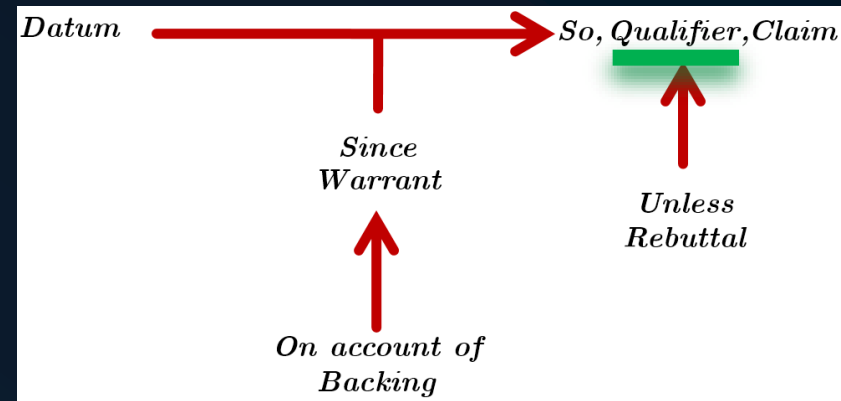 Datum
So, Qualifier,Claim
Since
Warrant
Unless
Rebuttal
On account of
Backing